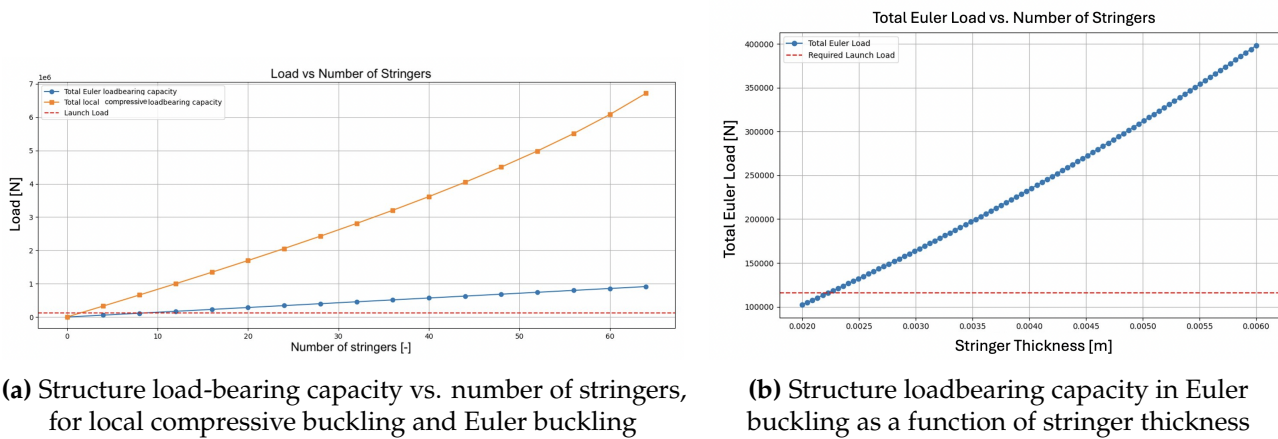 Load vs Number of Stringers
1e6
Total Euler loadbearing capacity
Total local compressive loadbearing capacity
Launch Load
7
6
5
4
3
2
1
0
Load [N]
0 10 20 30 40 50 60
Number of stringers [-]
(a) Structure load-bearing capacity vs. number of stringers,
for local compressive buckling and Euler buckling
Total Euler Load vs. Number of Stringers
Total Euler Load
Required Launch Load
400000
350000
300000
250000
200000
150000
100000
Total Euler Load [N]
0.0020 0.0025 0.0030 0.0035 0.0040 0.0045 0.0050 0.0055 0.0060
Stringer Thickness [m]
(b) Structure loadbearing capacity in Euler
buckling as a function of stringer thickness